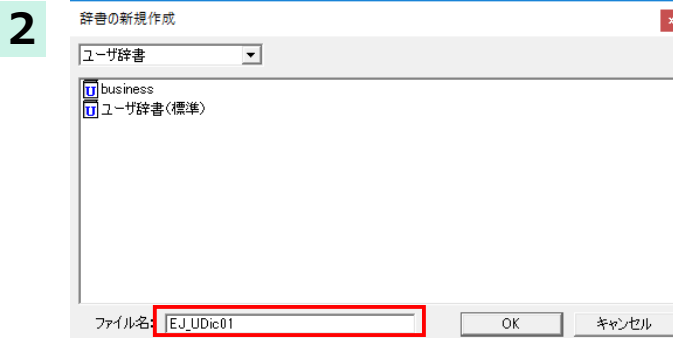 2
辞書の新規作成
ユーザ辞書
business
ユーザ辞書(標準)
ファイル名: EJ_UDic01
OK キャンセル